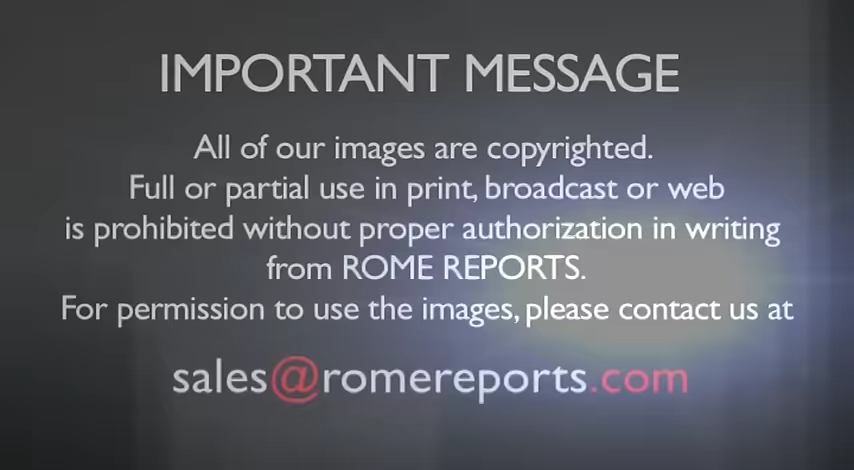 IMPORTANT MESSAGE
All of our images are copyrighted.
Full or partial use in print, broadcast or web
is prohibited without proper authorization in writing
from ROME REPORTS.
For permission to use the images, please contact us at
sales@romereports.com